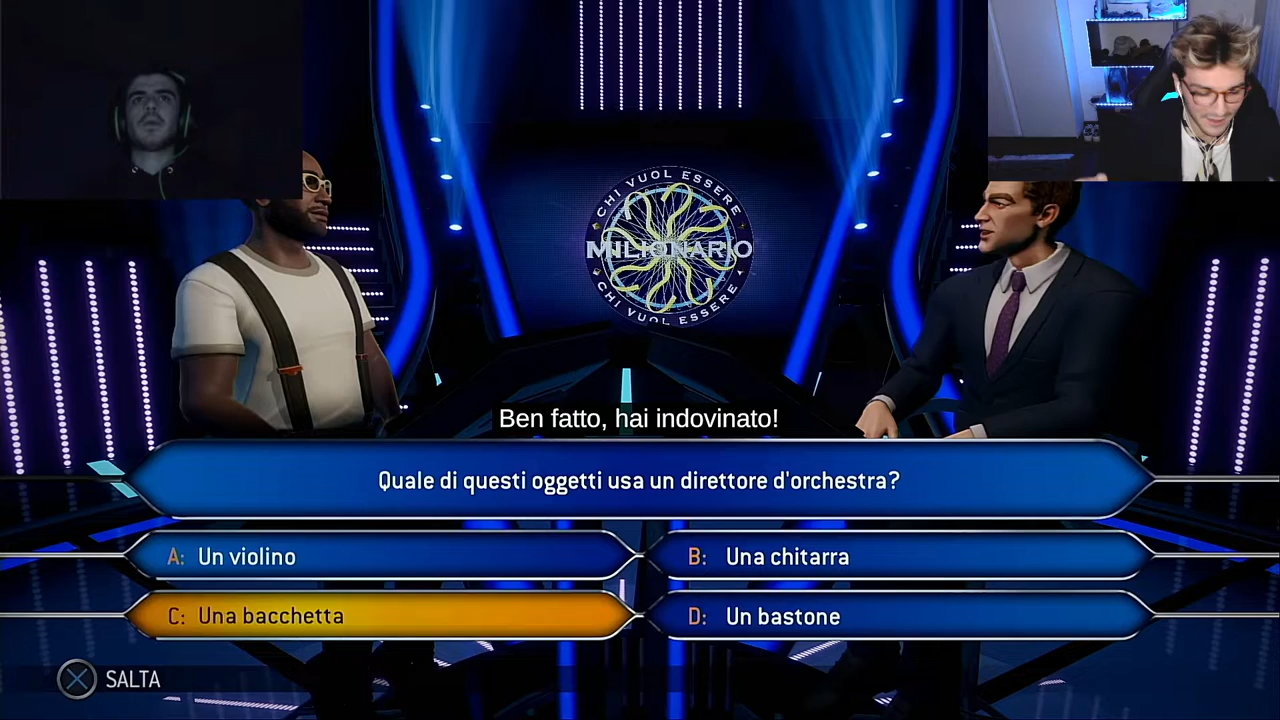 CHI VUOL ESSERE
MILIONARIO
CHI VUOL ESSERE
Ben fatto, hai indovinato!
Quale di questi oggetti usa un direttore d'orchestra?
A: Un violino
B: Una chitarra
C: Una bacchetta
D: Un bastone
SALTA